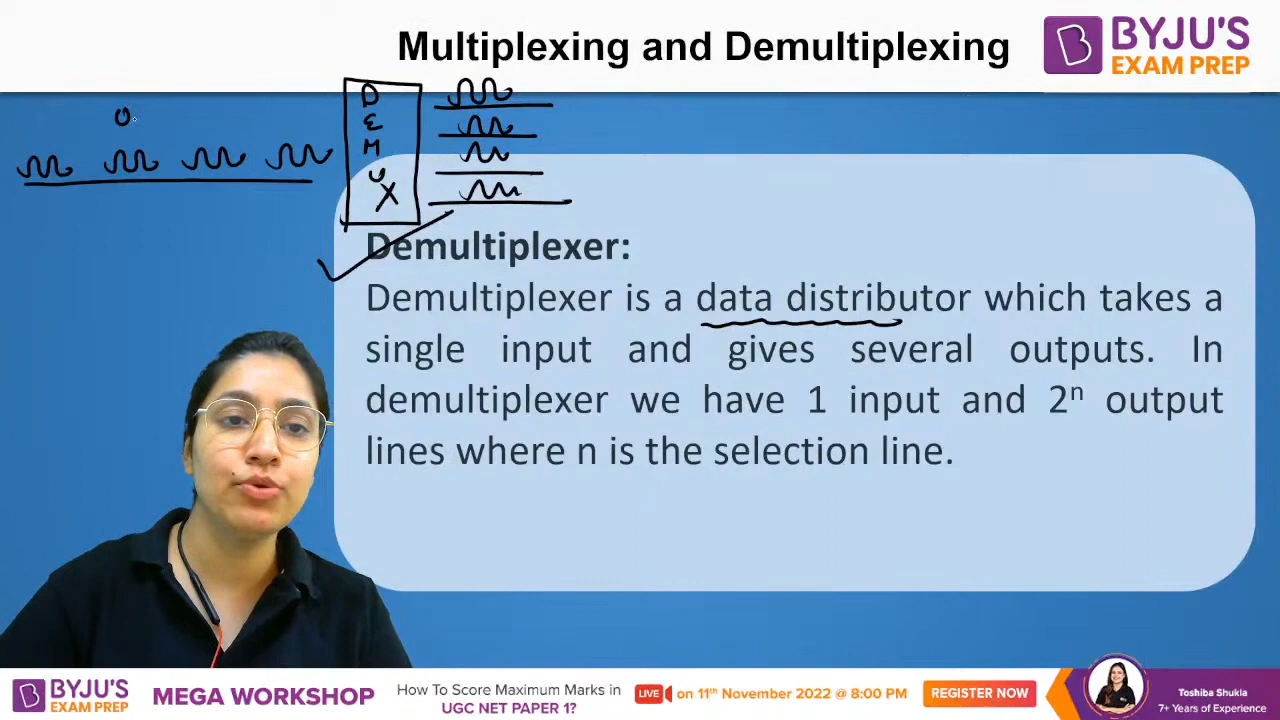 Multiplexing and Demultiplexing
BYJU'S
EXAM PREP
O.
D
E
M
U
X
Demultiplexer:
Demultiplexer is a data distributor which takes a
single input and gives several outputs. In
demultiplexer we have 1 input and 2ⁿ output
lines where n is the selection line.
BYJU'S
EXAM PREP
MEGA WORKSHOP
How To Score Maximum Marks in
UGC NET PAPER 1?
LIVE
on 11th November 2022 @ 8:00 PM
REGISTER NOW
Toshiba Shukla
7+ Years of Experience